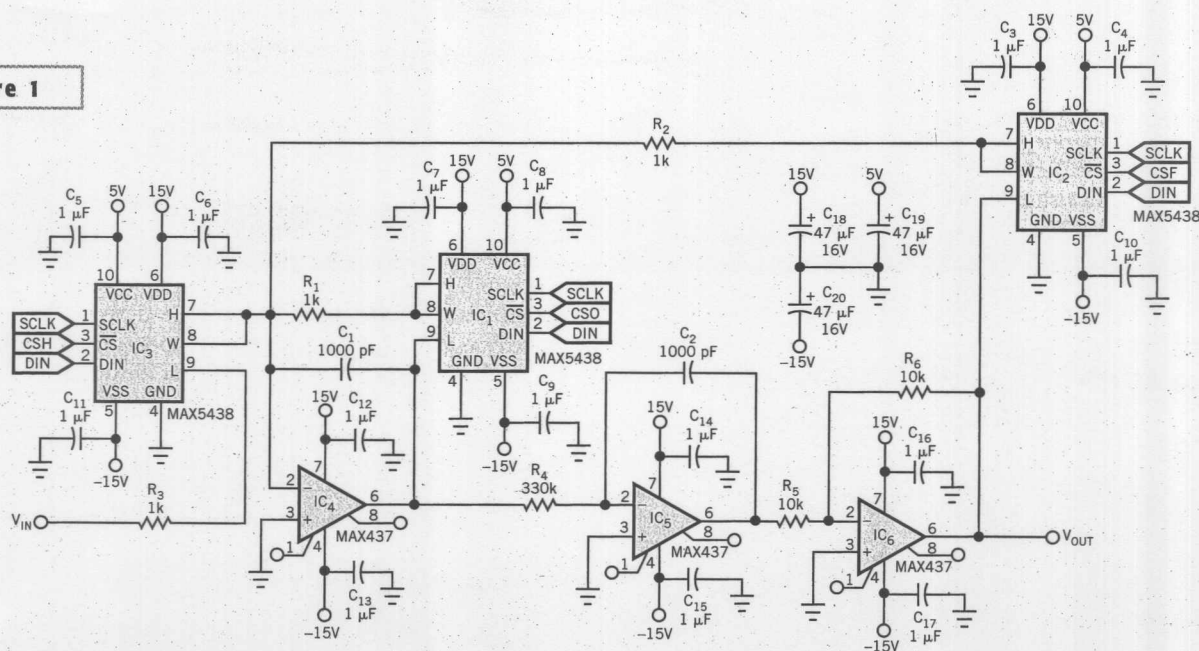 re 1
C3
1 µF
15V
5V
C4
1 µF
6
10
VDD
VCC
7
H
8
W
9
L
IC2
SCLK
1
SCLK
CS
3
CSF
DIN
2
DIN
GND
VSS
MAX5438
4
5
C10
1 µF
–15V
R2
1k
C5
1 µF
5V
15V
C6
1 µF
10
6
VCC
VDD
SCLK
1
SCLK
CSH
3
CS
DIN
2
DIN
IC3
H
7
W
8
L
9
VSS
GND
MAX5438
C11
1 µF
5
4
–15V
R3
1k
VIN
R1
1k
C1
1000 pF
C7
1 µF
15V
5V
C8
1 µF
6
10
VDD
VCC
7
H
8
W
9
L
IC1
SCLK
1
SCLK
CS
3
CSO
DIN
2
DIN
GND
VSS
MAX5438
4
5
C9
1 µF
–15V
15V
C12
1 µF
7
2
–
3
+
IC4
6
8
MAX437
1
4
C13
1 µF
–15V
R4
330k
C2
1000 pF
15V
C14
1 µF
7
2
–
3
+
IC5
6
8
MAX437
1
4
C15
1 µF
–15V
R5
10k
R6
10k
15V
C16
1 µF
7
2
–
3
+
IC6
6
8
MAX437
1
4
C17
1 µF
–15V
VOUT
15V
5V
+
C18
47 µF
16V
+
C19
47 µF
16V
+
C20
47 µF
16V
–15V